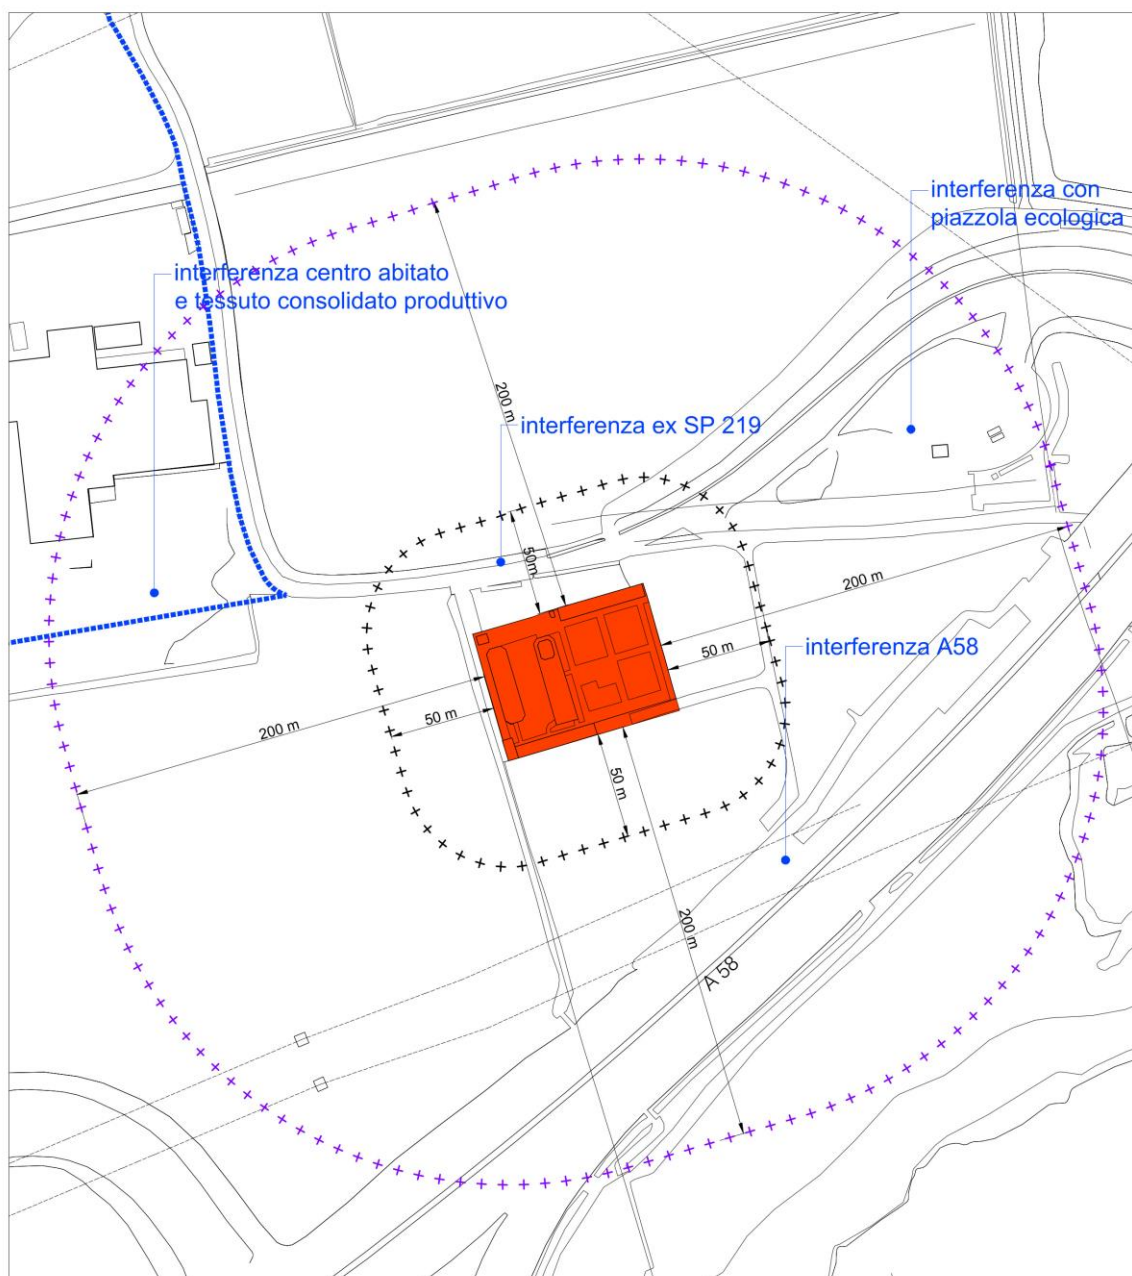 interferenza con
piazzola ecologica
interferenza centro abitato
e tessuto consolidato produttivo
200 m
interferenza ex SP 219
50m
200 m
50 m
interferenza A58
200 m
50 m
50 m
200 m
A 58